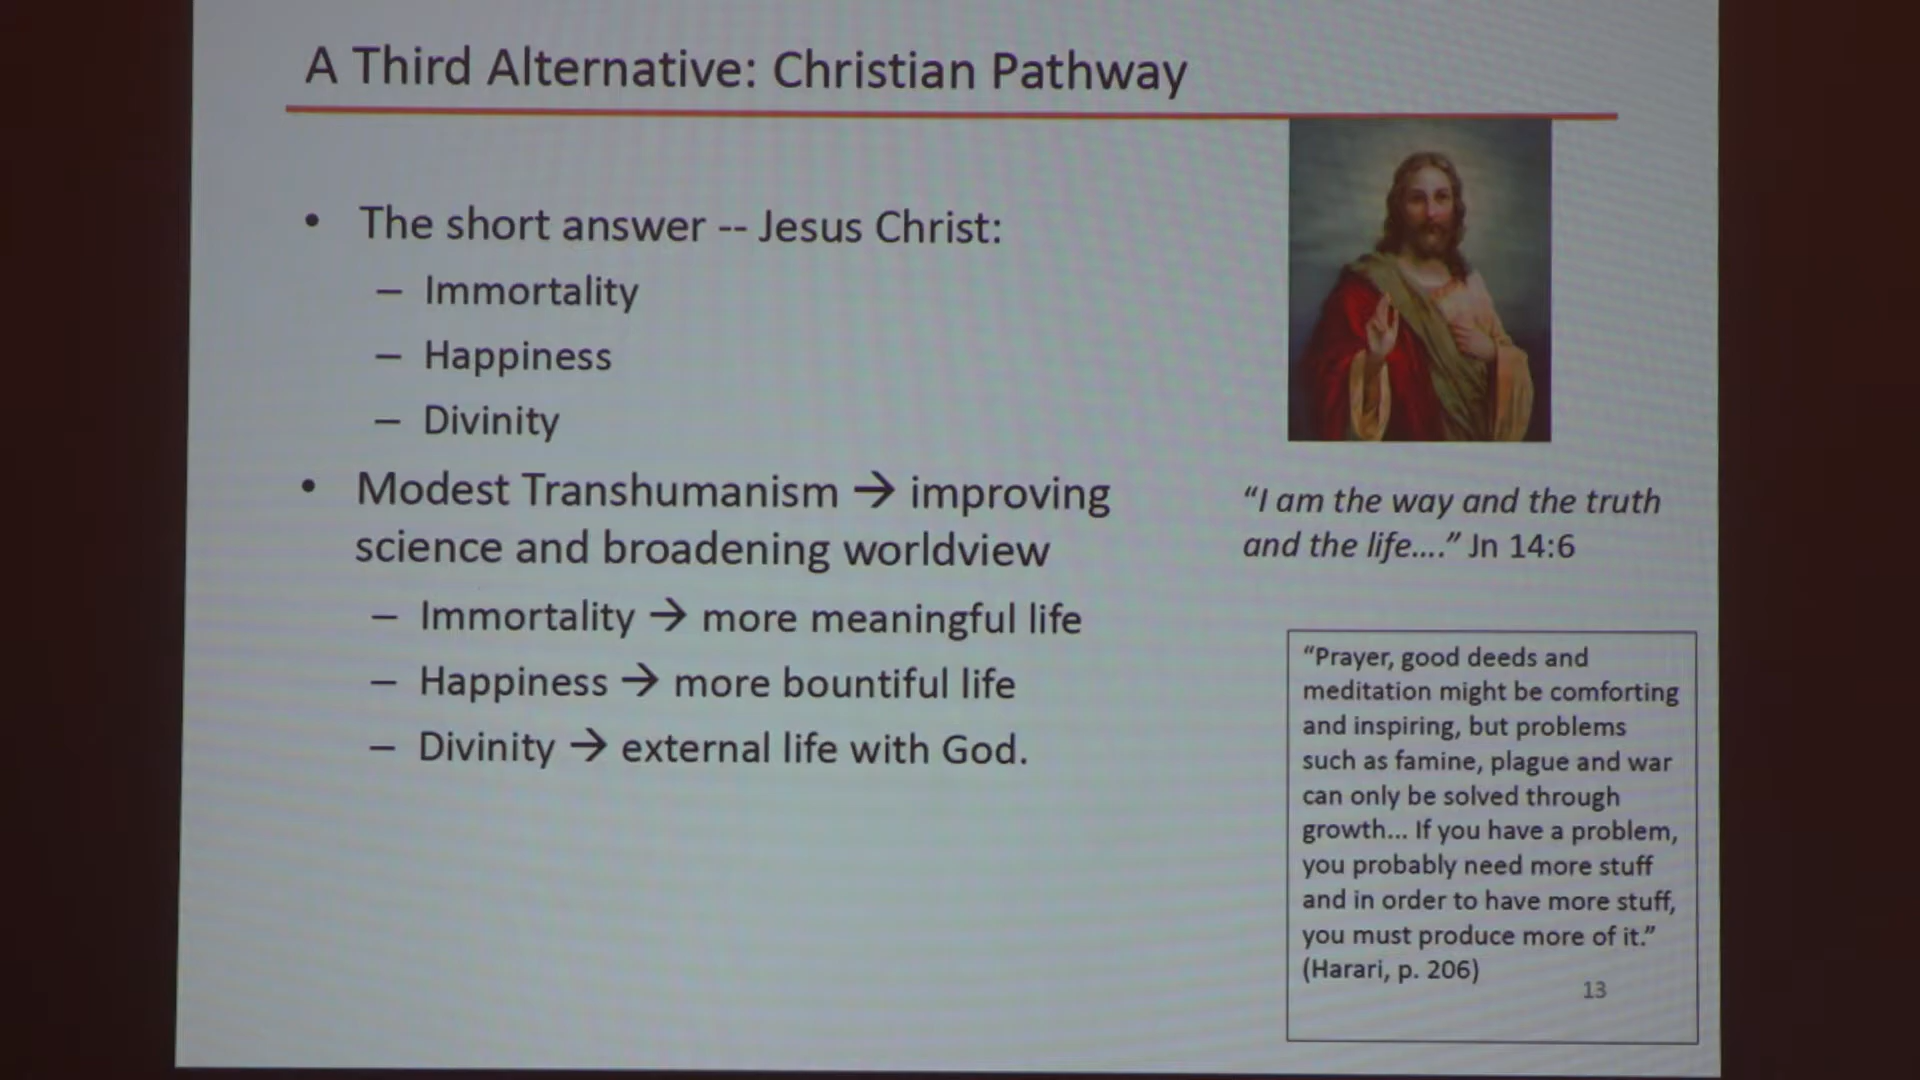 A Third Alternative: Christian Pathway
• The short answer -- Jesus Christ:
– Immortality
– Happiness
– Divinity
• Modest Transhumanism → improving
science and broadening worldview
– Immortality → more meaningful life
– Happiness → more bountiful life
– Divinity → external life with God.
“I am the way and the truth
and the life....” Jn 14:6
“Prayer, good deeds and
meditation might be comforting
and inspiring, but problems
such as famine, plague and war
can only be solved through
growth... If you have a problem,
you probably need more stuff
and in order to have more stuff,
you must produce more of it.”
(Harari, p. 206)
13